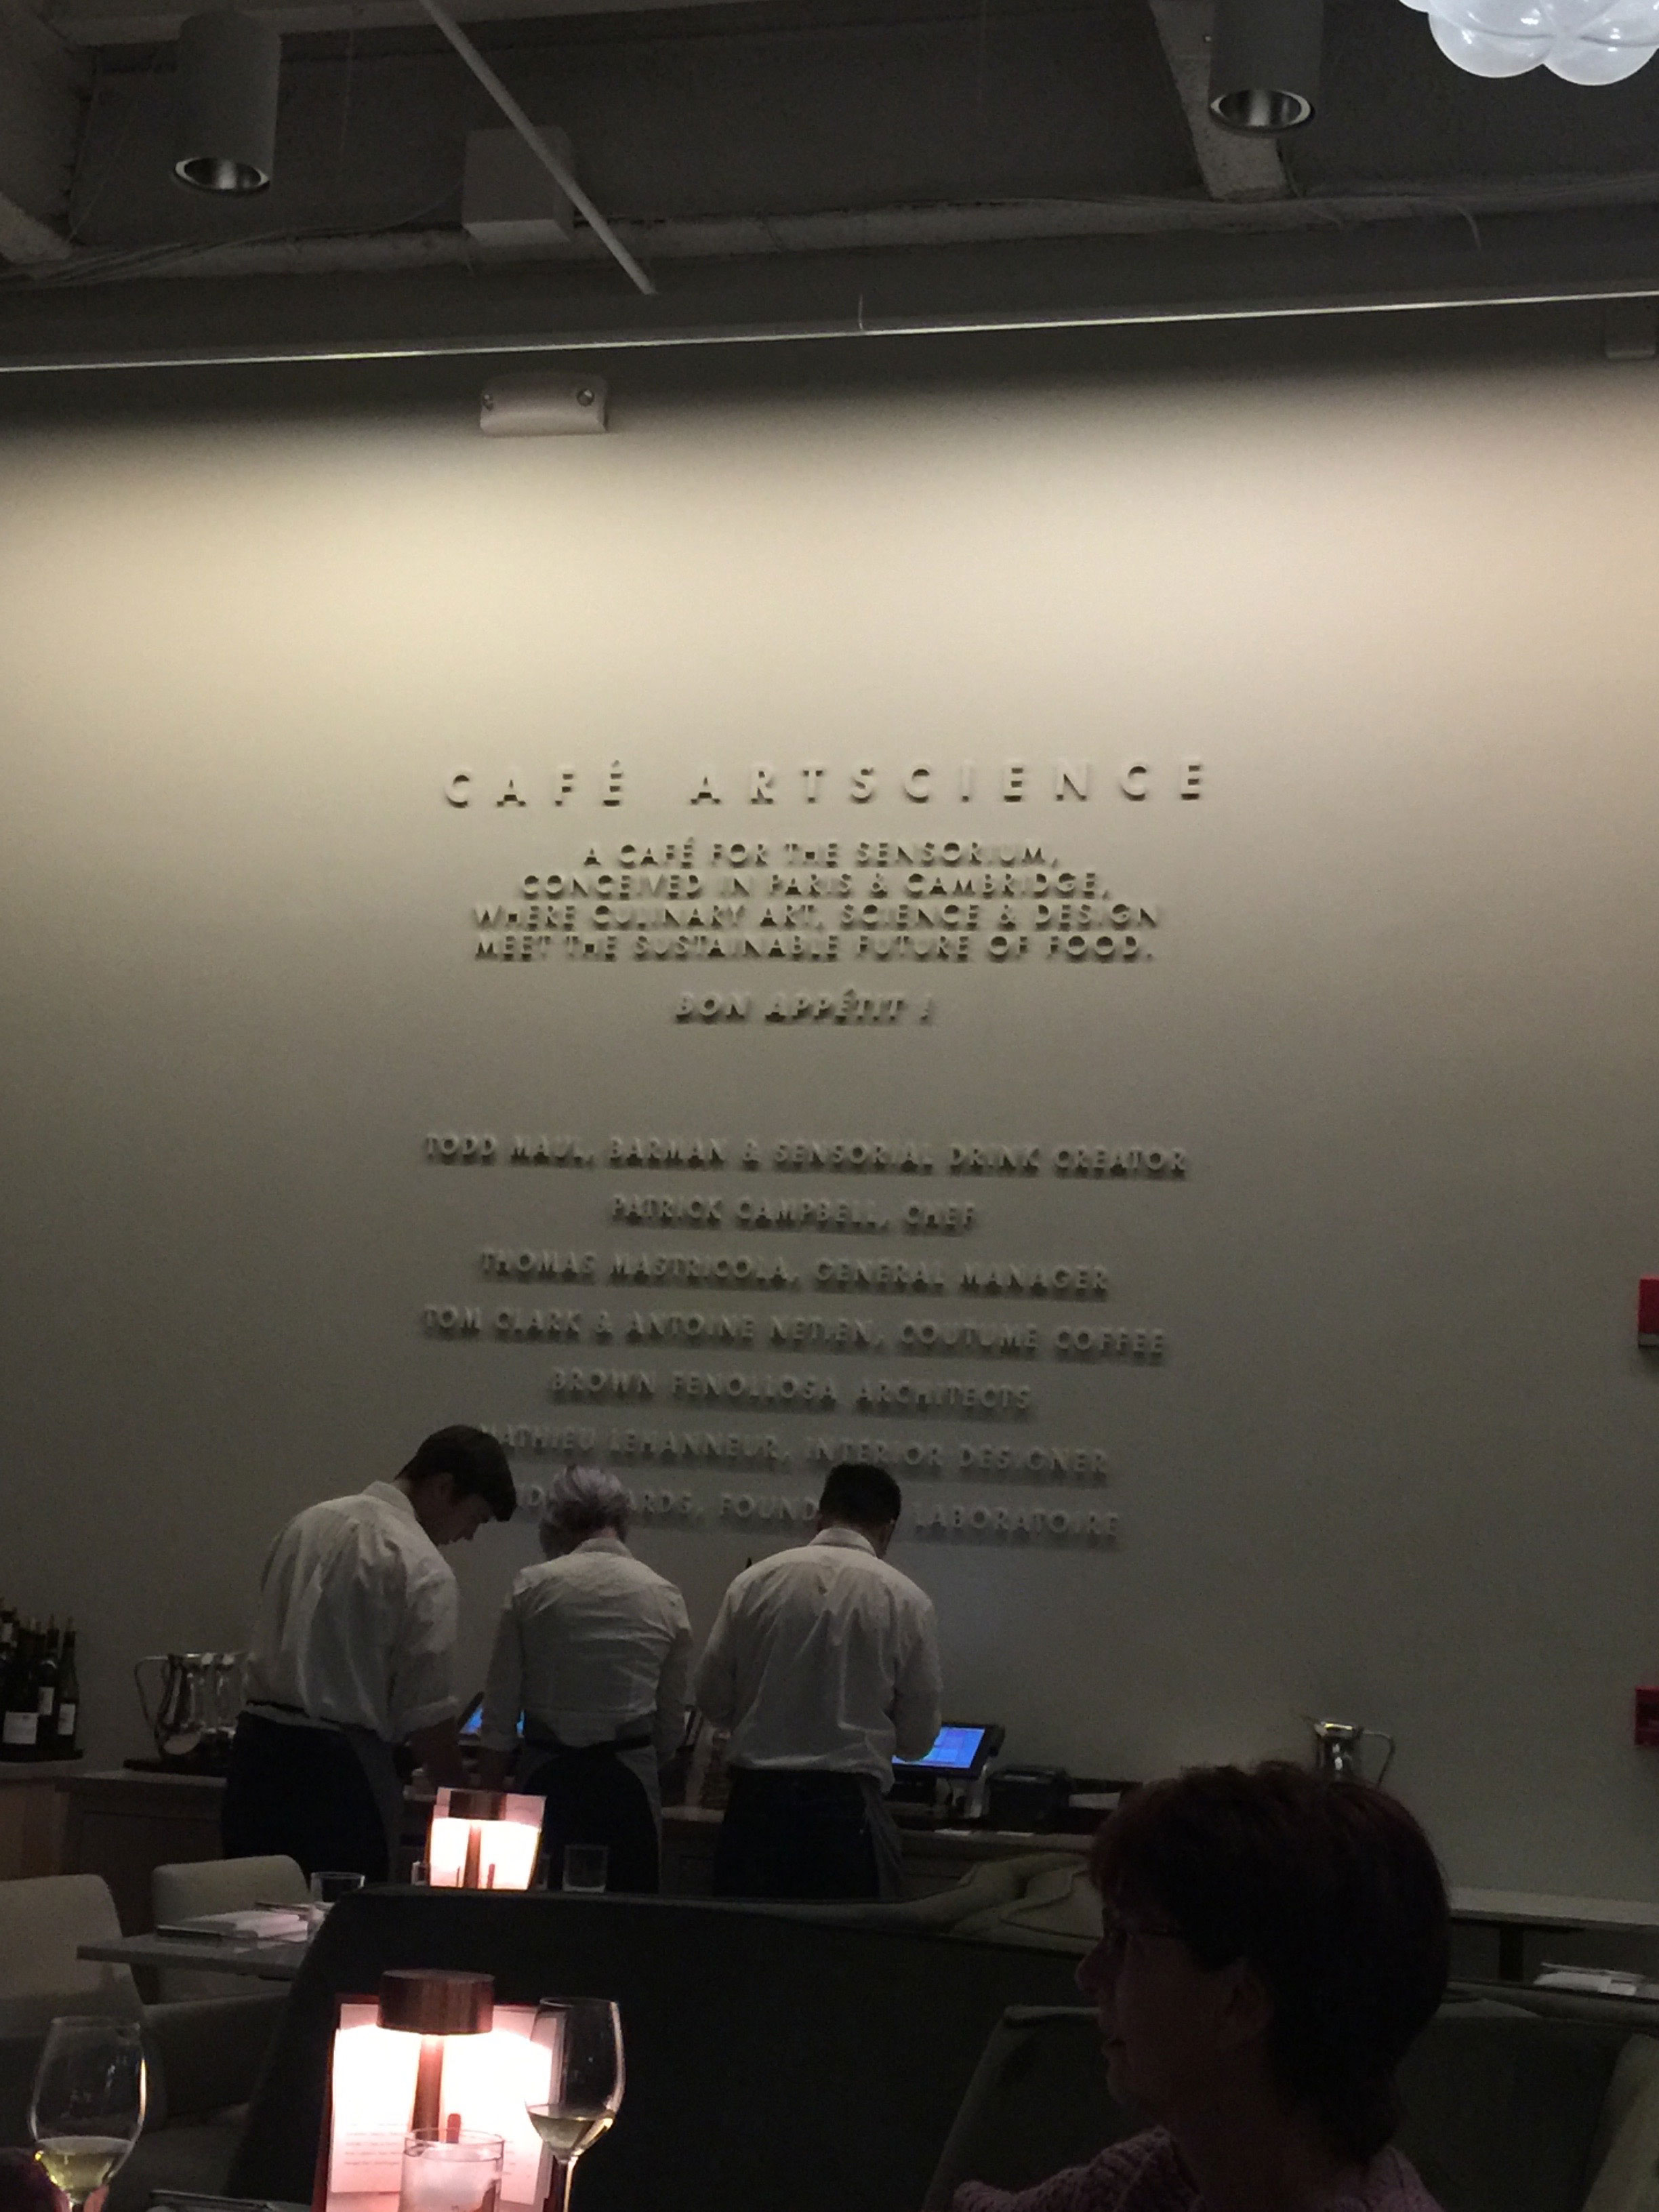 CAFÉ ARTSCIENCE
A CAFÉ FOR THE SENSORIUM,
CONCEIVED IN PARIS & CAMBRIDGE,
WHERE CULINARY ART, SCIENCE & DESIGN
MEET THE SUSTAINABLE FUTURE OF FOOD.
BON APPÉTIT !
TODD MAUL, BARMAN & SENSORIAL DRINK CREATOR
PATRICK CAMPBELL, CHEF
THOMAS MASTRICOLA, GENERAL MANAGER
TOM CLARK & ANTOINE NETIEN, COUTUME COFFEE
BROWN FENOLLOSA ARCHITECTS
MATHIEU LEHANNEUR, INTERIOR DESIGNER
LABORATOIRE